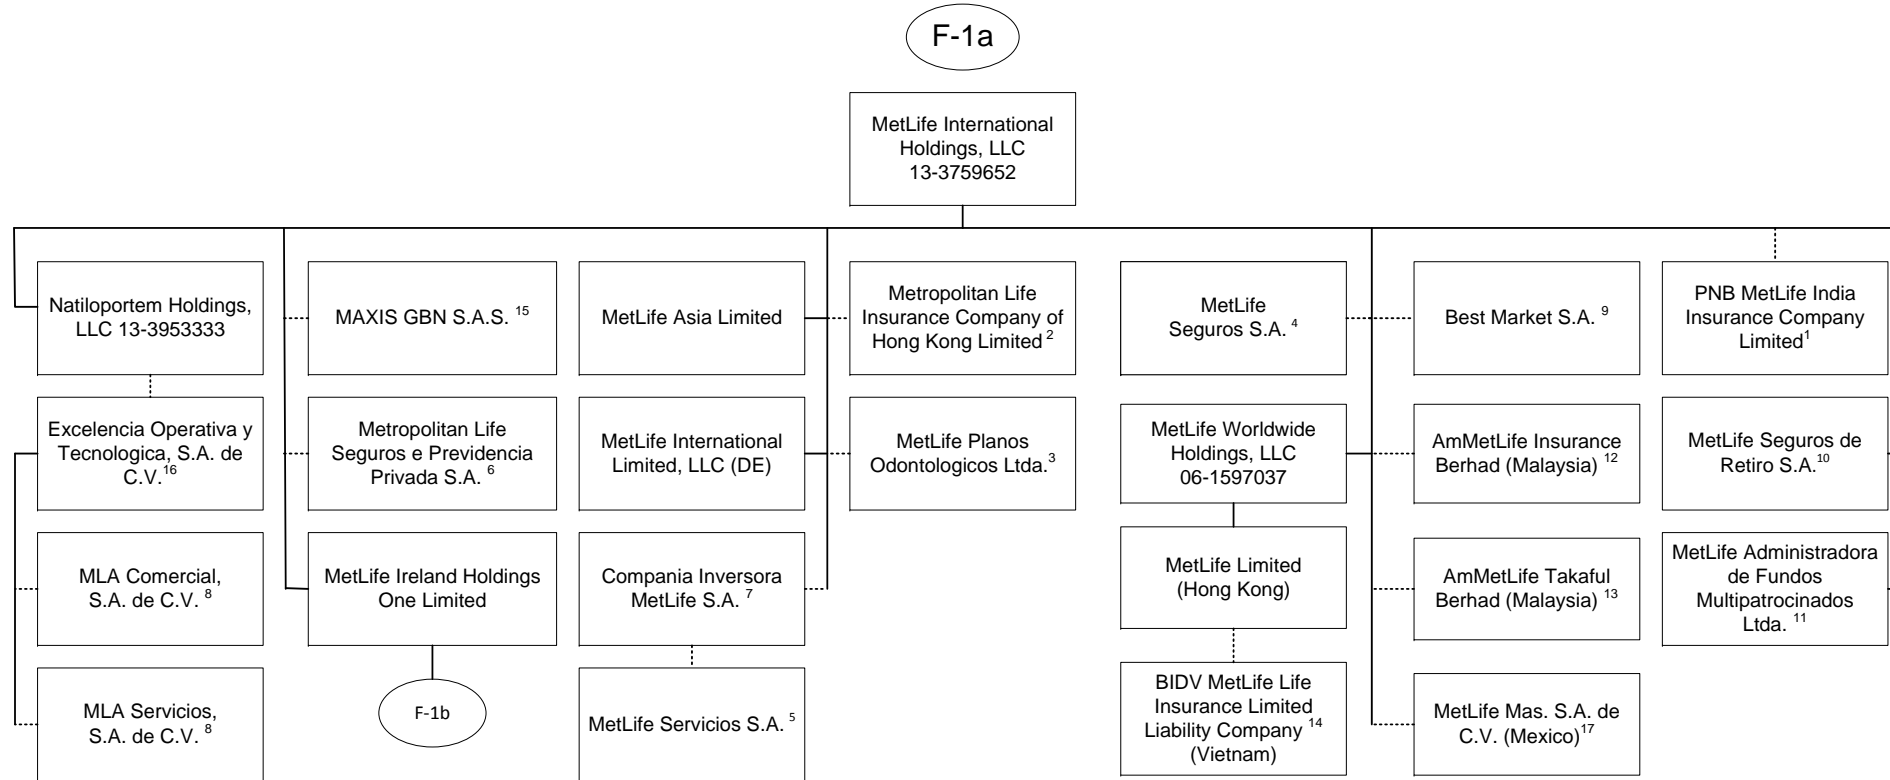 F-1a
MetLife International
Holdings, LLC
13-3759652
Natiloportem Holdings,
LLC 13-3953333
MAXIS GBN S.A.S. 15
MetLife Asia Limited
Metropolitan Life
Insurance Company of
Hong Kong Limited 2
MetLife
Seguros S.A. 4
Best Market S.A. 9
PNB MetLife India
Insurance Company
Limited1
Excelencia Operativa y
Tecnologica, S.A. de
C.V.16
Metropolitan Life
Seguros e Previdencia
Privada S.A. 6
MetLife International
Limited, LLC (DE)
MetLife Planos
Odontologicos Ltda.3
MetLife Worldwide
Holdings, LLC
06-1597037
AmMetLife Insurance
Berhad (Malaysia) 12
MetLife Seguros de
Retiro S.A.10
MLA Comercial,
S.A. de C.V. 8
MetLife Ireland Holdings
One Limited
Compania Inversora
MetLife S.A. 7
MetLife Limited
(Hong Kong)
AmMetLife Takaful
Berhad (Malaysia) 13
MetLife Administradora
de Fundos
Multipatrocinados
Ltda. 11
MLA Servicios,
S.A. de C.V. 8
F-1b
MetLife Servicios S.A. 5
BIDV MetLife Life
Insurance Limited
Liability Company 14
(Vietnam)
MetLife Mas. S.A. de
C.V. (Mexico)17